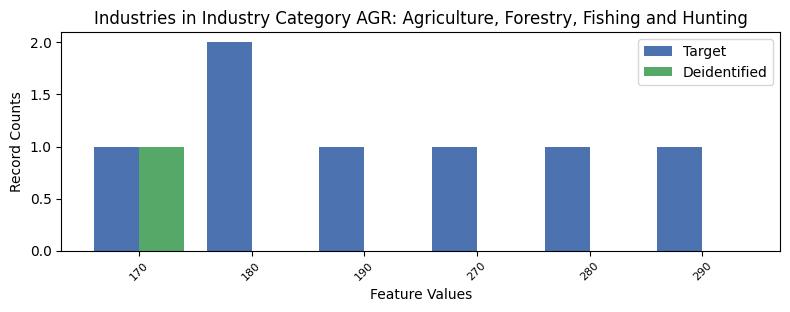 Industries in Industry Category AGR: Agriculture, Forestry, Fishing and Hunting
Target
Deidentified
Record Counts
2.0
1.5
1.0
0.5
0.0
170
180
190
270
280
290
Feature Values